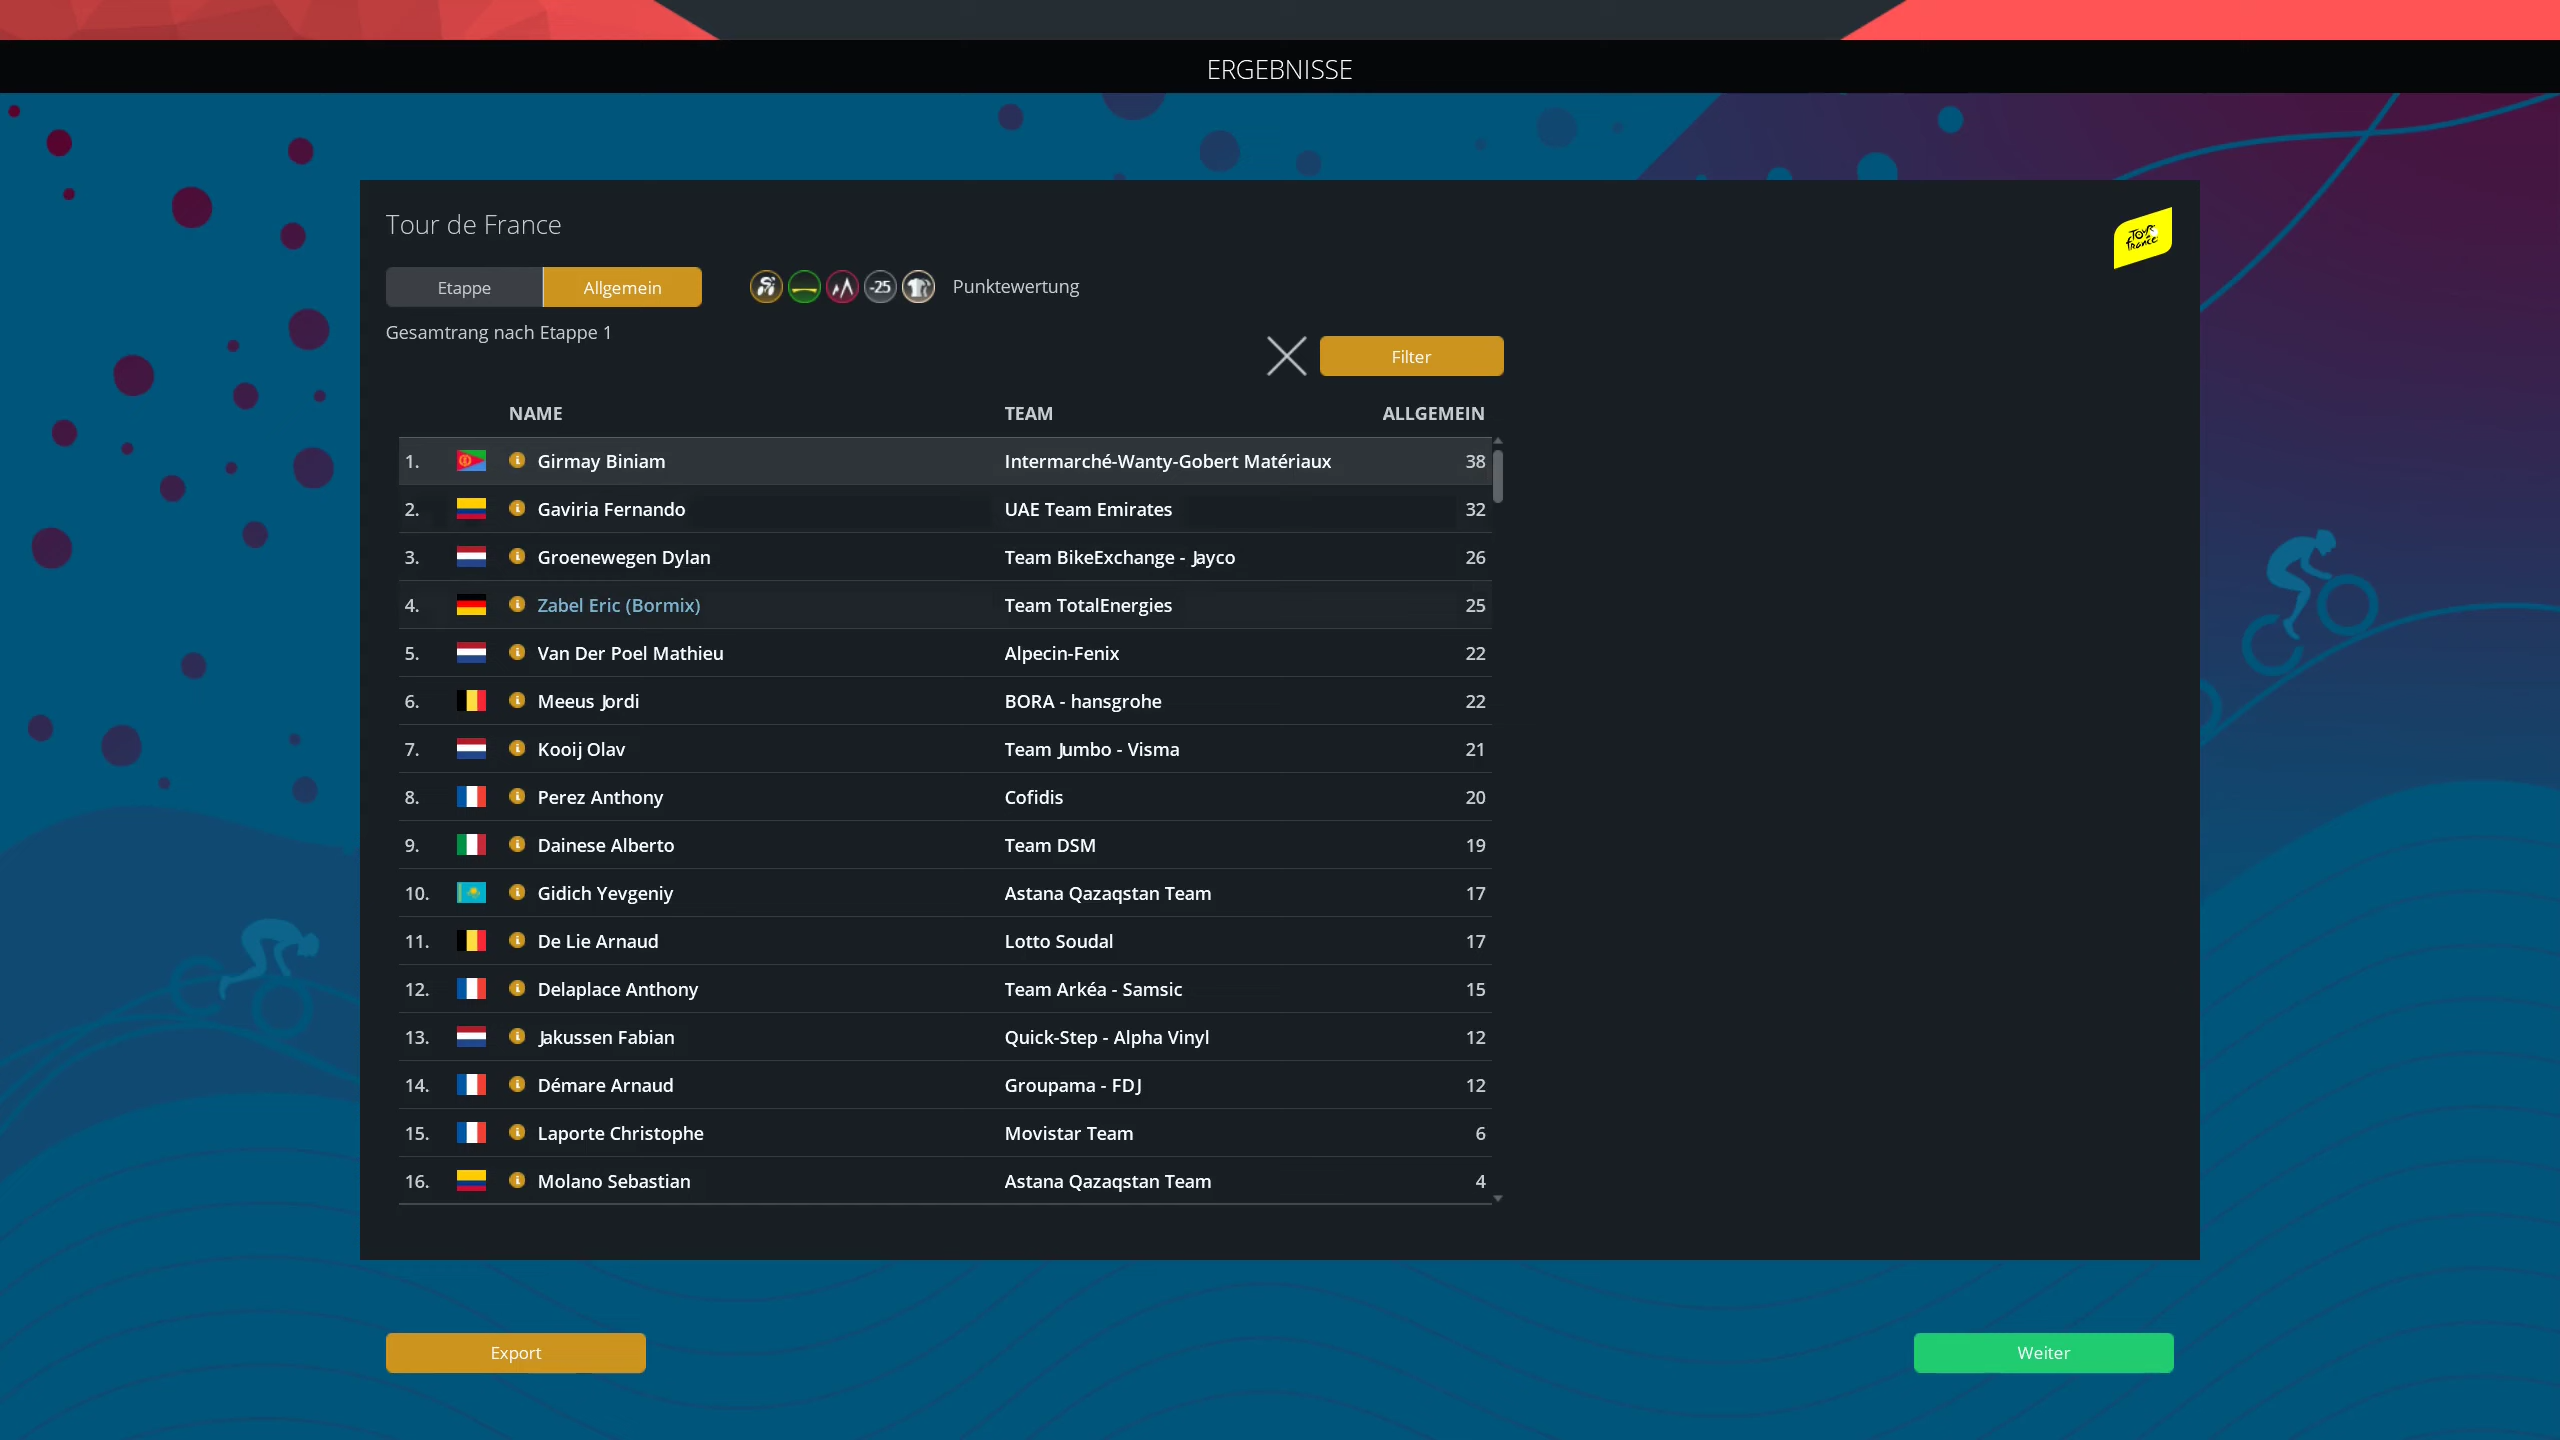 ERGEBNISSE
Tour de France
TOUR
france
Etappe Allgemein -25 Punktewertung
Gesamtrang nach Etappe 1
Filter
NAME TEAM ALLGEMEIN
1. Girmay Biniam Intermarché-Wanty-Gobert Matériaux 38
2. Gaviria Fernando UAE Team Emirates 32
3. Groenewegen Dylan Team BikeExchange - Jayco 26
4. Zabel Eric (Bormix) Team TotalEnergies 25
5. Van Der Poel Mathieu Alpecin-Fenix 22
6. Meeus Jordi BORA - hansgrohe 22
7. Kooij Olav Team Jumbo - Visma 21
8. Perez Anthony Cofidis 20
9. Dainese Alberto Team DSM 19
10. Gidich Yevgeniy Astana Qazaqstan Team 17
11. De Lie Arnaud Lotto Soudal 17
12. Delaplace Anthony Team Arkéa - Samsic 15
13. Jakussen Fabian Quick-Step - Alpha Vinyl 12
14. Démare Arnaud Groupama - FDJ 12
15. Laporte Christophe Movistar Team 6
16. Molano Sebastian Astana Qazaqstan Team 4
Export Weiter